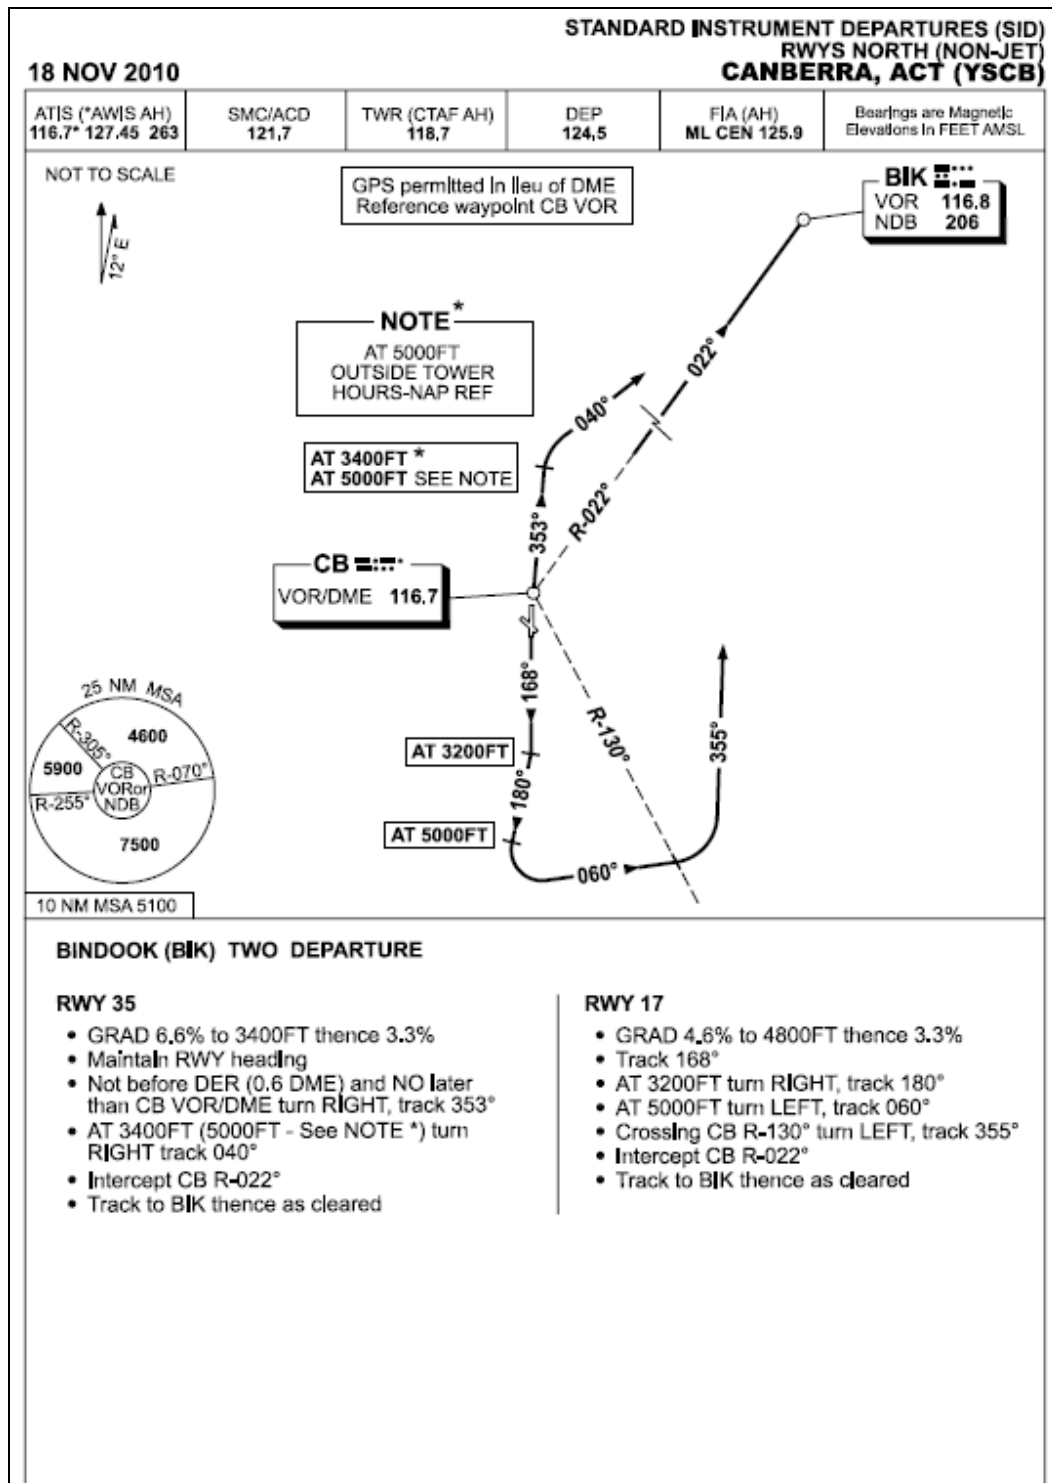 STANDARD INSTRUMENT DEPARTURES (SID)
RWYS NORTH (NON-JET)
18 NOV 2010
CANBERRA, ACT (YSCB)
ATIS (*AWIS AH)
116.7* 127.45 263
SMC/ACD
121.7
TWR (CTAF AH)
118.7
DEP
124.5
FIA (AH)
ML CEN 125.9
Bearings are Magnetic
Elevations in FEET AMSL
NOT TO SCALE
GPS permitted in lieu of DME
Reference waypoint CB VOR
BIK
VOR 116.8
NDB 206
12° E
NOTE *
AT 5000FT
OUTSIDE TOWER
HOURS-NAP REF
022°
040°
AT 3400FT *
AT 5000FT SEE NOTE
353°
R-022°
CB
VOR/DME 116.7
168°
R-130°
355°
AT 3200FT
180°
AT 5000FT
060°
25 NM MSA
R-305°
4600
5900
CB
VORor
NDB
R-070°
R-255°
7500
10 NM MSA 5100
BINDOOK (BIK) TWO DEPARTURE
RWY 35
• GRAD 6.6% to 3400FT thence 3.3%
• Maintain RWY heading
• Not before DER (0.6 DME) and NO later
than CB VOR/DME turn RIGHT, track 353°
• AT 3400FT (5000FT - See NOTE *) turn
RIGHT track 040°
• Intercept CB R-022°
• Track to BIK thence as cleared
RWY 17
• GRAD 4.6% to 4800FT thence 3.3%
• Track 168°
• AT 3200FT turn RIGHT, track 180°
• AT 5000FT turn LEFT, track 060°
• Crossing CB R-130° turn LEFT, track 355°
• Intercept CB R-022°
• Track to BIK thence as cleared